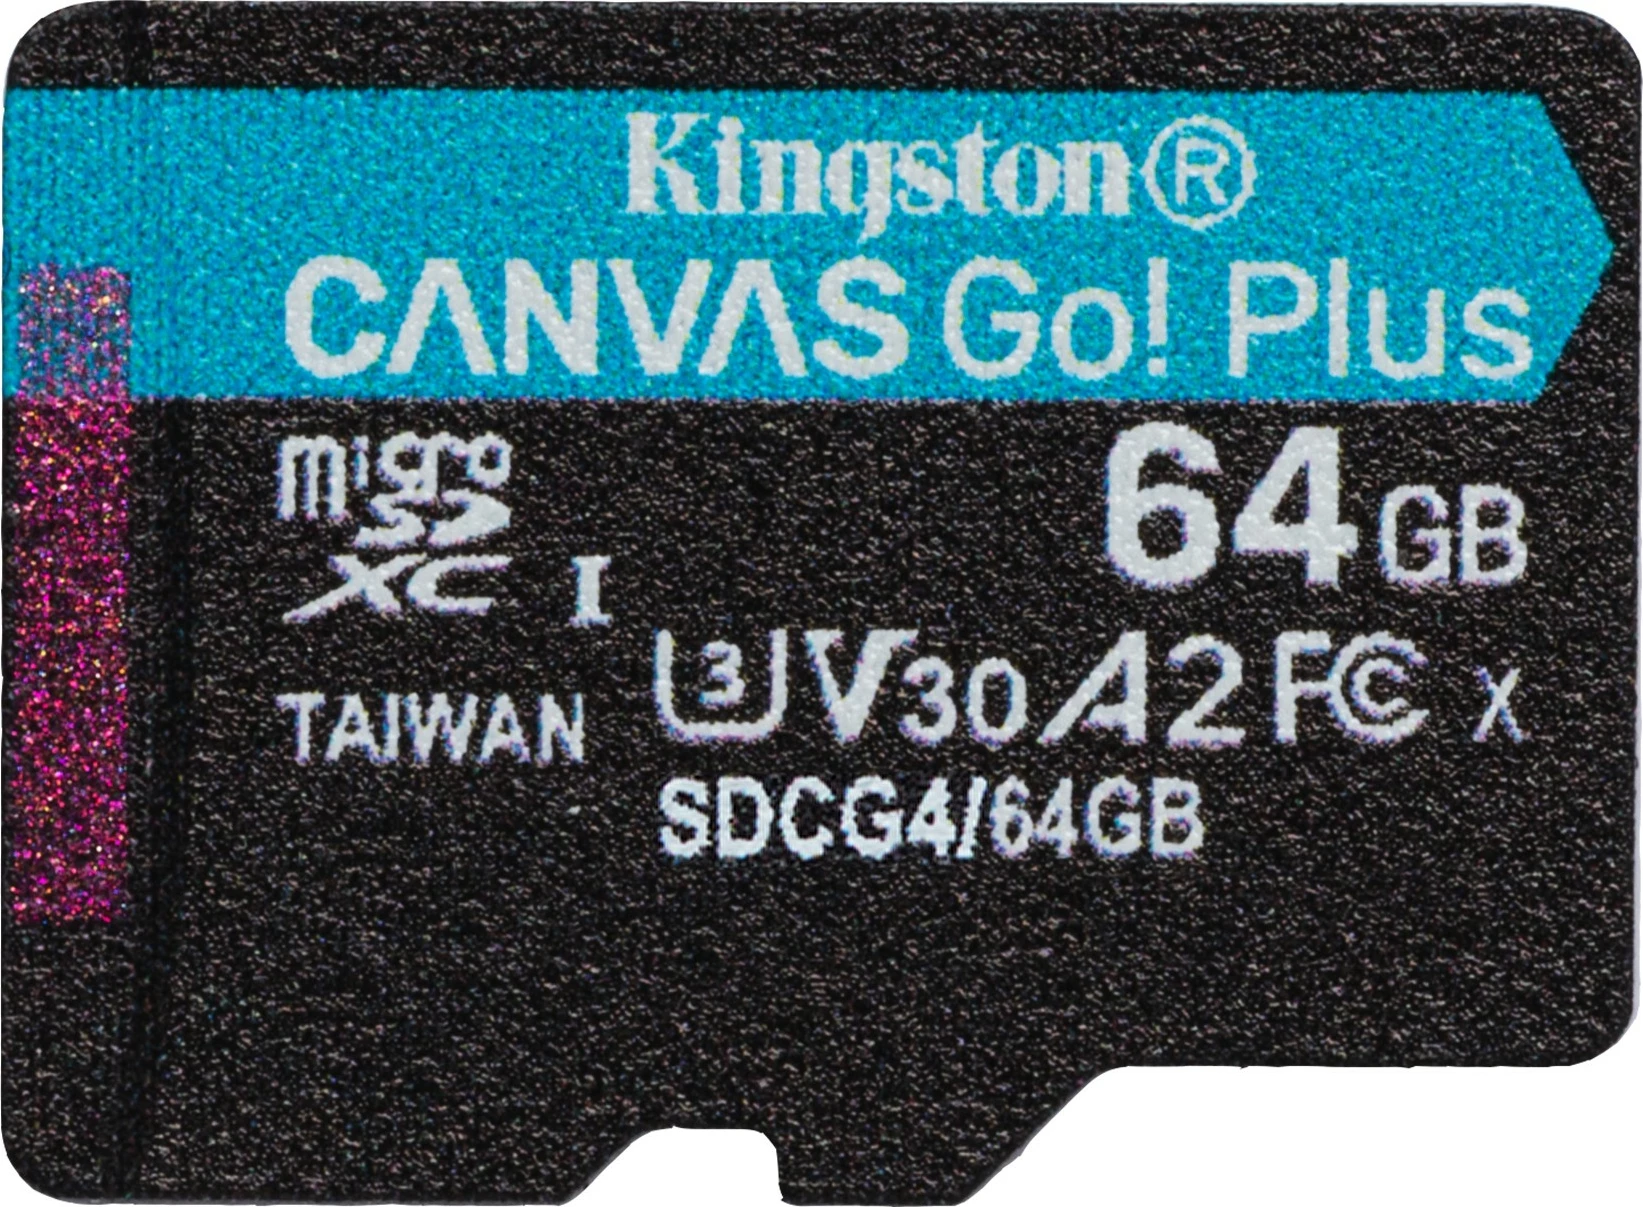 Kingston®
CANVAS Go! Plus
micro
SD
XC I
64GB
U3 V30 A2 FC X
TAIWAN
SDCG4/64GB